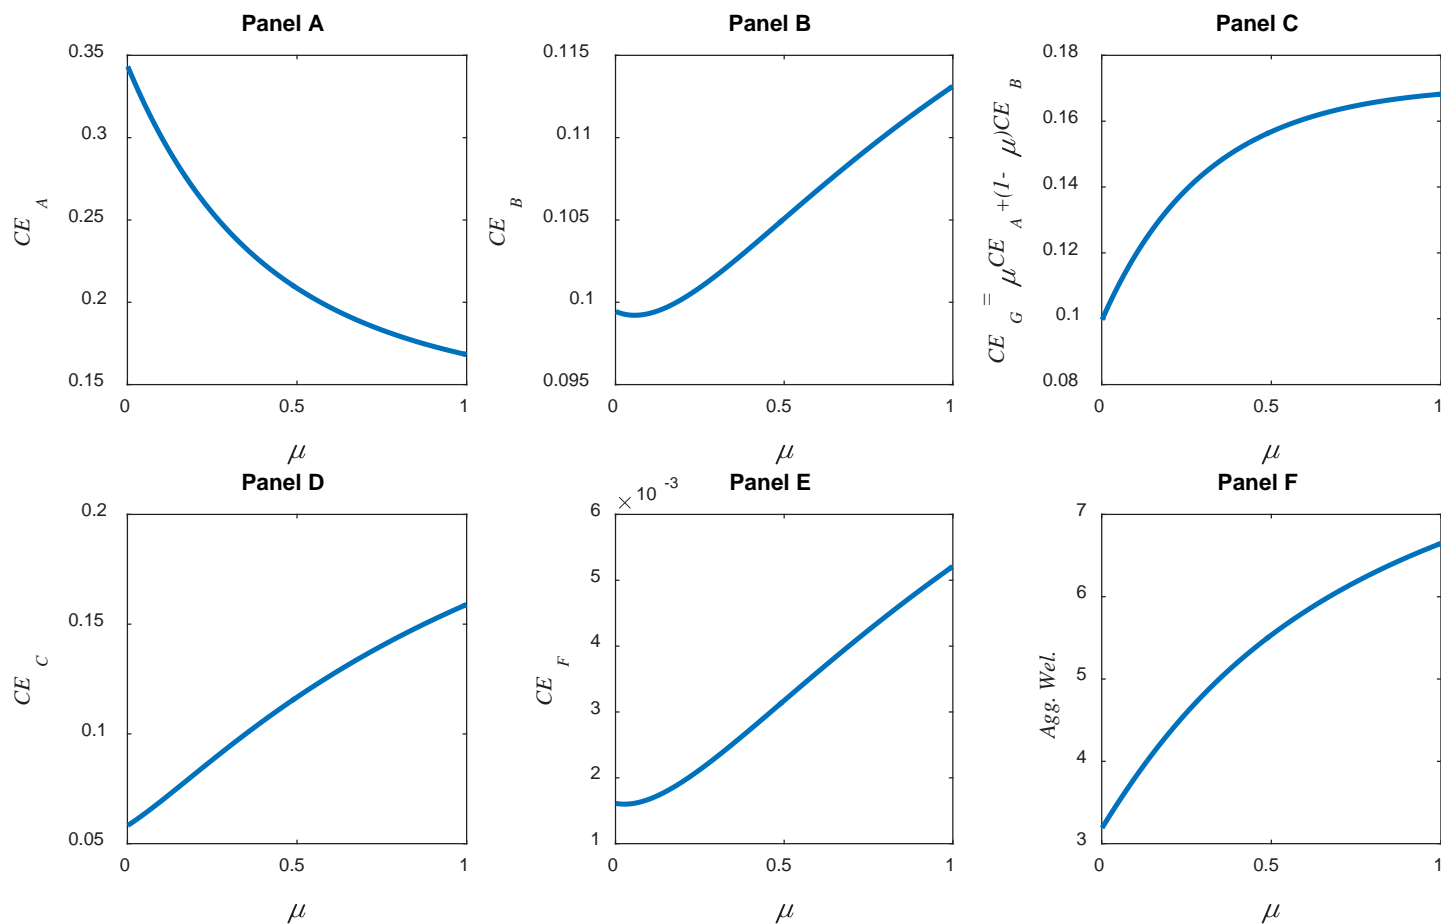 Panel A
0.35
0.3
0.25
0.2
0.15
CE A
0 0.5 1
μ
Panel B
0.115
0.11
0.105
0.1
0.095
CE B
0 0.5 1
μ
Panel C
0.18
0.16
0.14
0.12
0.1
0.08
CE G = μCE A +(1- μ)CE B
0 0.5 1
μ
Panel D
0.2
0.15
0.1
0.05
CE C
0 0.5 1
μ
Panel E
× 10 -3
6
5
4
3
2
1
CE F
0 0.5 1
μ
Panel F
7
6
5
4
3
Agg. Wel.
0 0.5 1
μ